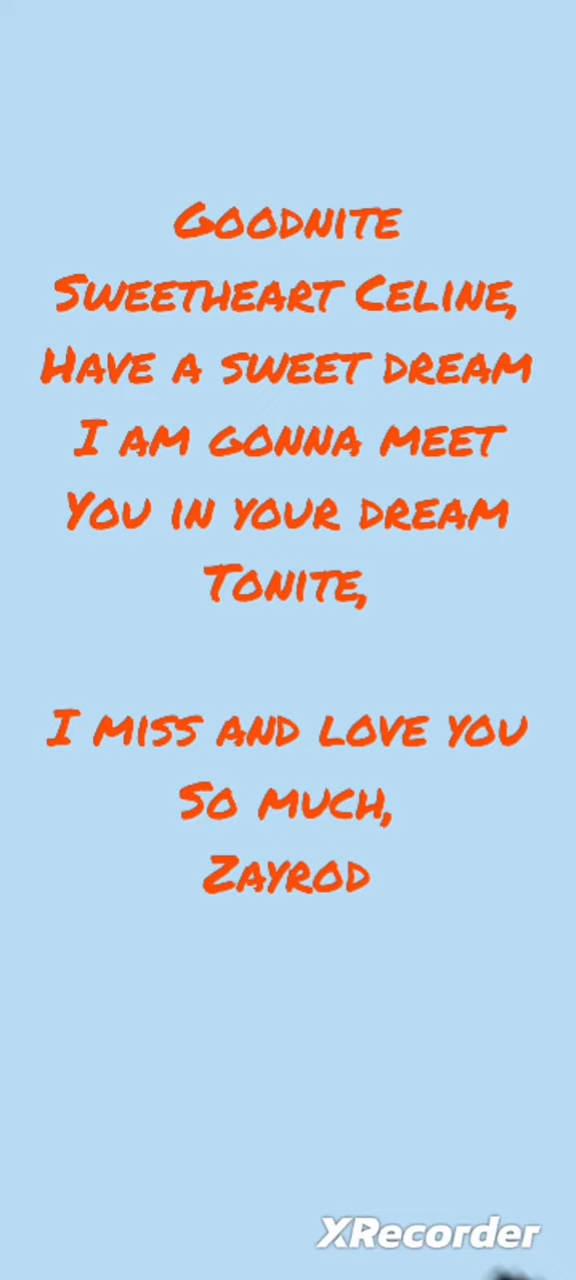 Goodnite
Sweetheart Celine,
Have a sweet dream
I am gonna meet
You in your dream
Tonite,
I miss and love you
So much,
Zayrod
XRecorder